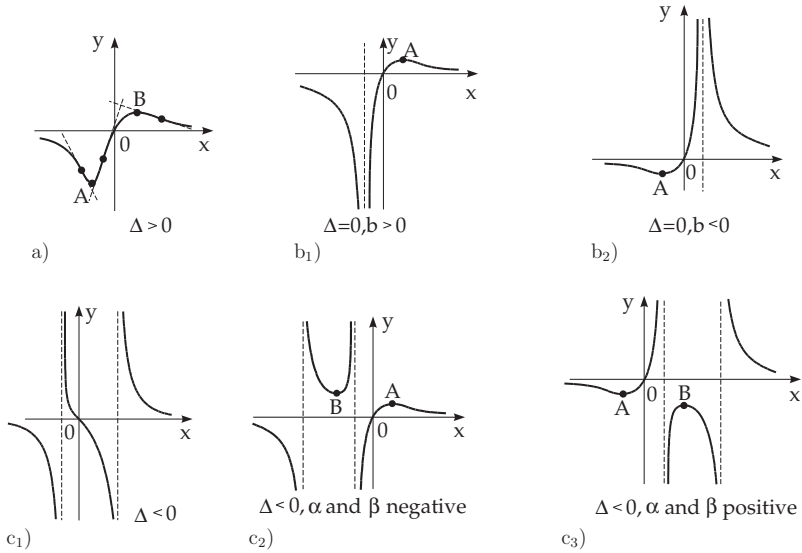 y
B
0
x
A
Δ > 0
a)
y
A
0
x
Δ=0,b > 0
b1)
y
0
x
A
Δ=0,b < 0
b2)
y
0
x
Δ < 0
c1)
y
B
A
0
x
Δ < 0, α and β negative
c2)
y
A
0
B
x
Δ < 0, α and β positive
c3)